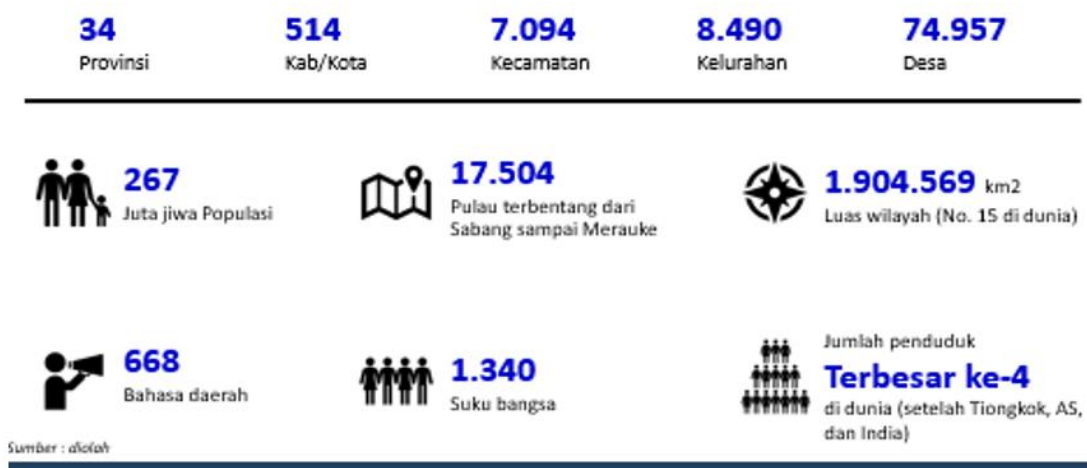 34
Provinsi
514
Kab/Kota
7.094
Kecamatan
8.490
Kelurahan
74.957
Desa
267
Juta jiwa Populasi
17.504
Pulau terbentang dari
Sabang sampai Merauke
1.904.569 km2
Luas wilayah (No. 15 di dunia)
668
Bahasa daerah
1.340
Suku bangsa
Jumlah penduduk
Terbesar ke-4
di dunia (setelah Tiongkok, AS,
dan India)
Sumber : diolah